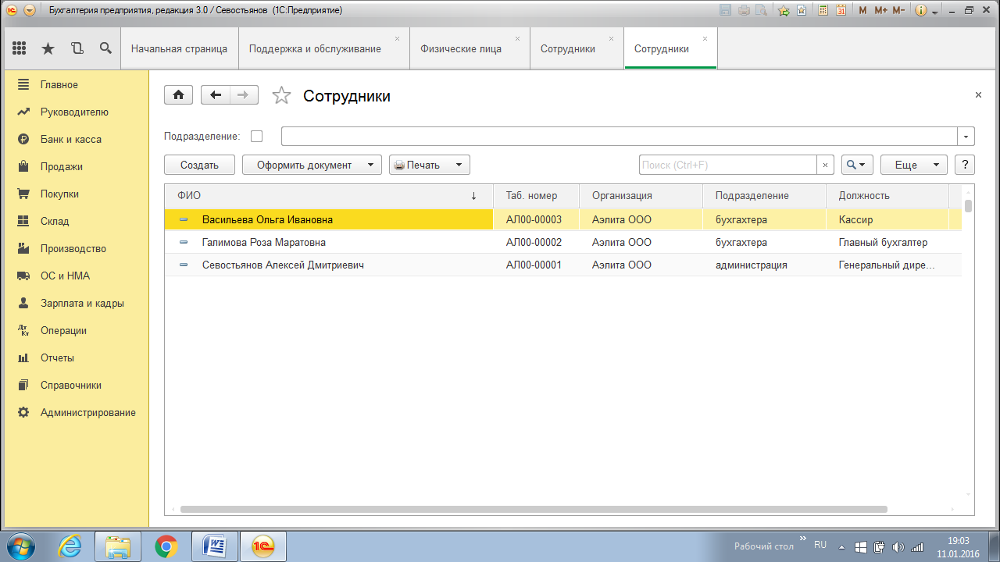 Бухгалтерия предприятия, редакция 3.0 / Севостьянов (1С:Предприятие)
M M+ M-
Начальная страница Поддержка и обслуживание Физические лица Сотрудники Сотрудники
Главное
Руководителю
Банк и касса
Продажи
Покупки
Склад
Производство
ОС и НМА
Зарплата и кадры
Операции
Отчеты
Справочники
Администрирование
Сотрудники
Подразделение:
Создать Оформить документ Печать Поиск (Ctrl+F) Еще ?
ФИО Таб. номер Организация Подразделение Должность
Васильева Ольга Ивановна АЛ00-00003 Аэлита ООО бухгахтера Кассир
Галимова Роза Маратовна АЛ00-00002 Аэлита ООО бухгахтера Главный бухгалтер
Севостьянов Алексей Дмитриевич АЛ00-00001 Аэлита ООО администрация Генеральный дире...
Рабочий стол » RU 19:03
11.01.2016